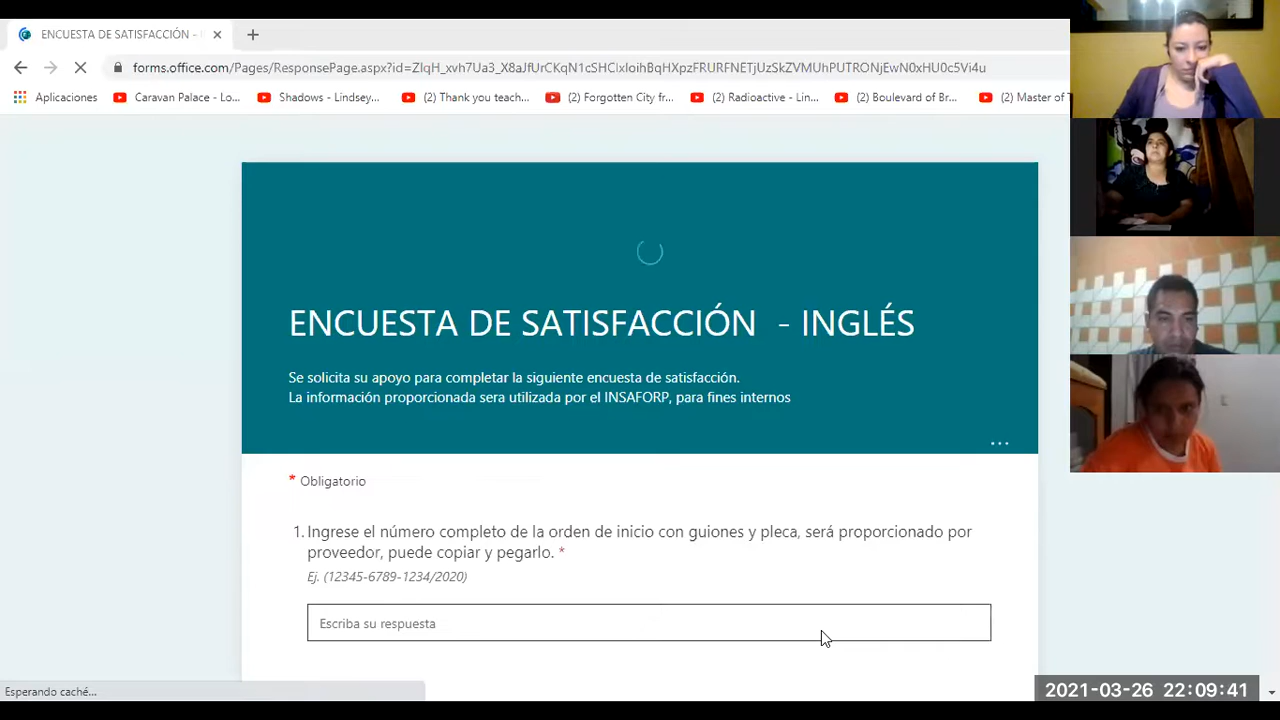 ENCUESTA DE SATISFACCIÓN -
forms.office.com/Pages/ResponsePage.aspx?id=ZIqH_xvh7Ua3_X0aJfUrCKqN1cSHClxIoihBqHXpzFRURFNETjUzSkZVMUhPUTRONjEwN0xHU0c5Vi4u
Aplicaciones
Caravan Palace - Lo...
Shadows - Lindsey...
(2) Thank you teach...
(2) Forgotten City fr...
(2) Radioactive - Lin...
(2) Boulevard of Br...
(2) Master of
ENCUESTA DE SATISFACCIÓN - INGLÉS
Se solicita su apoyo para completar la siguiente encuesta de satisfacción.
La información proporcionada sera utilizada por el INSAFORP, para fines internos
...
* Obligatorio
1. Ingrese el número completo de la orden de inicio con guiones y pleca, será proporcionado por
proveedor, puede copiar y pegarlo. *
Ej. (12345-6789-1234/2020)
Escriba su respuesta
Esperando caché...
2021-03-26 22:09:41